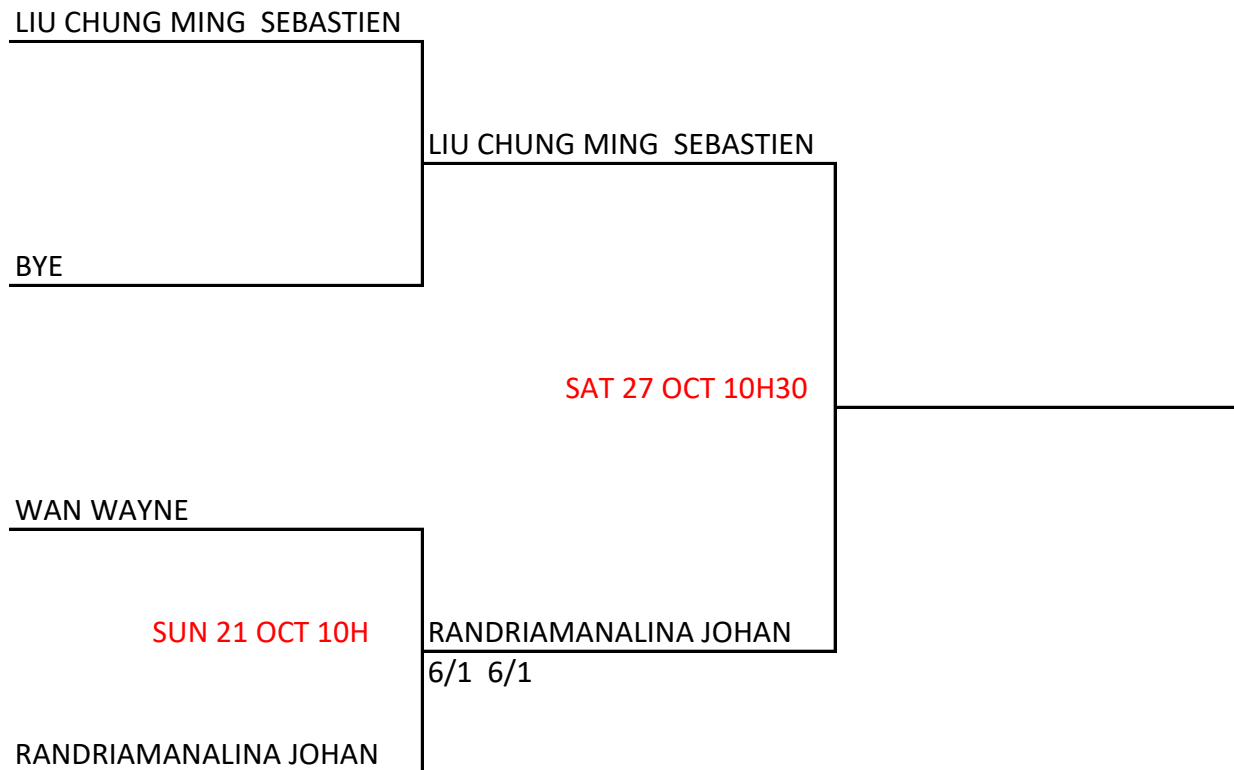 LIU CHUNG MING  SEBASTIEN
LIU CHUNG MING  SEBASTIEN
BYE
SAT 27 OCT 10H30
WAN WAYNE
SUN 21 OCT 10H
RANDRIAMANALINA JOHAN
6/1  6/1
RANDRIAMANALINA JOHAN